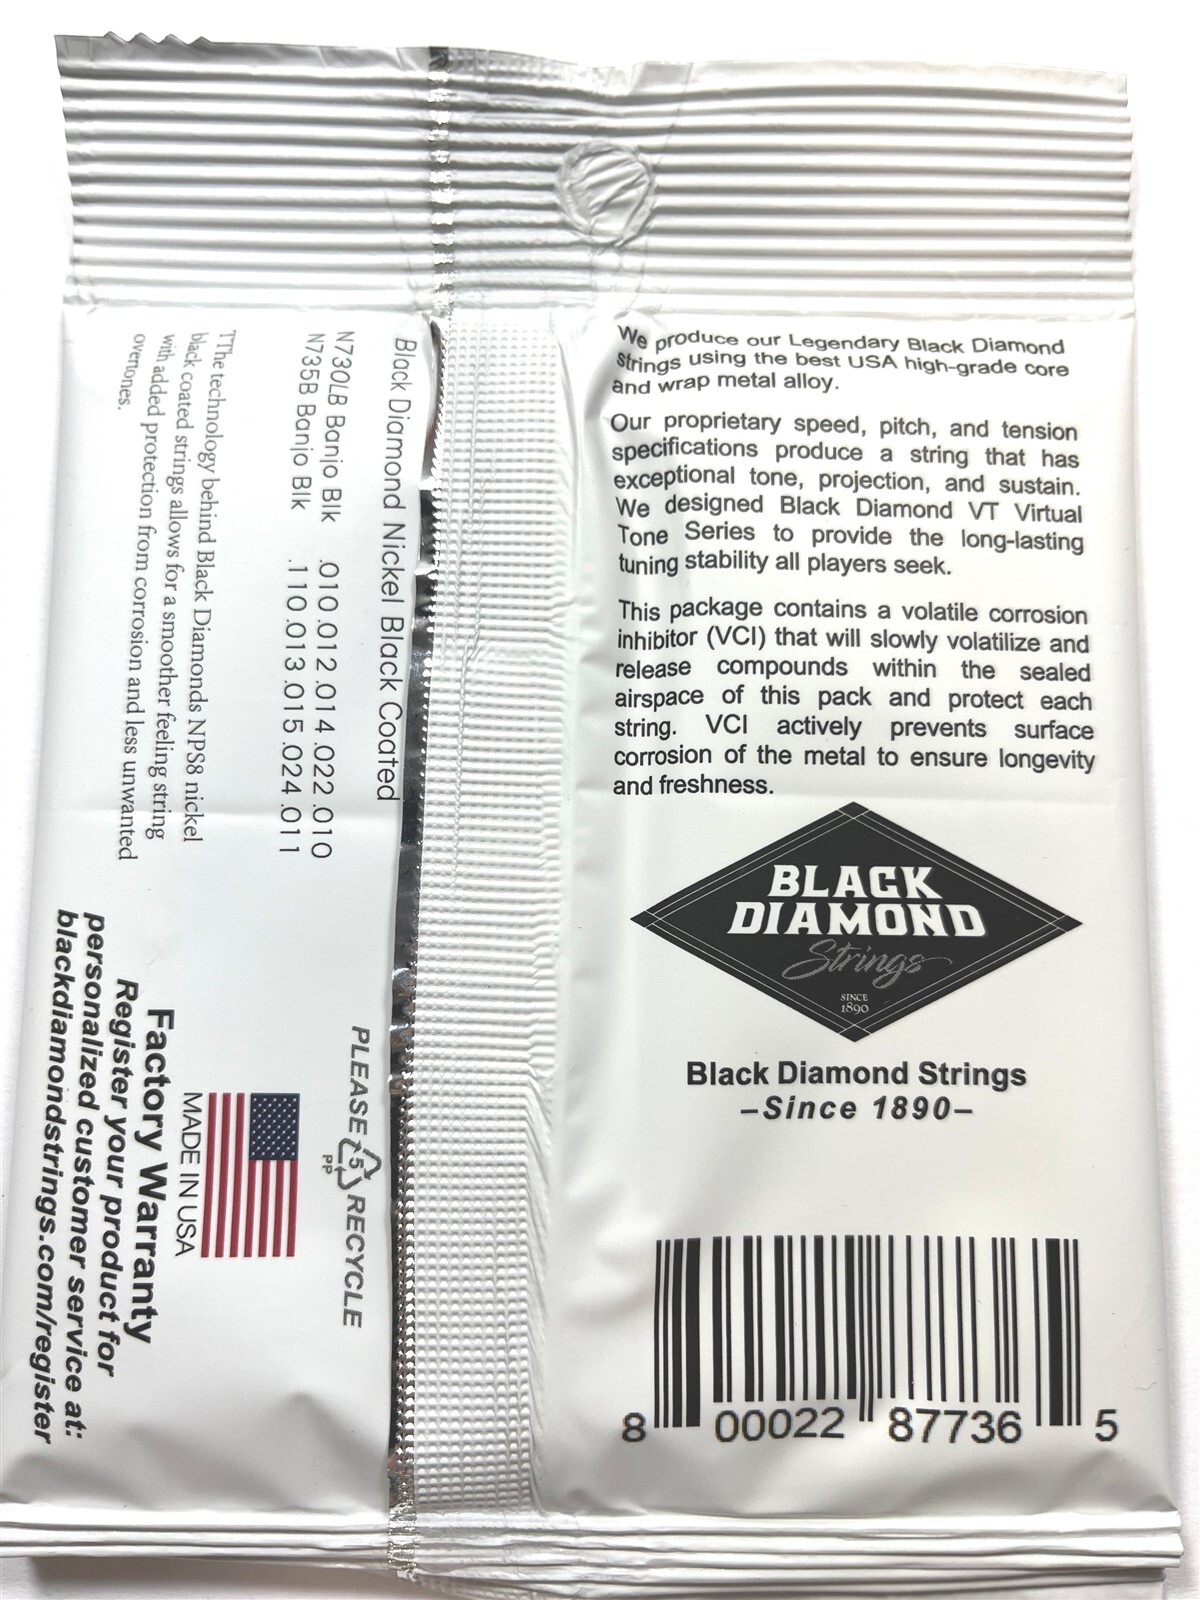 We produce our Legendary Black Diamond
strings using the best USA high-grade core
and wrap metal alloy.
Our proprietary speed, pitch, and tension
specifications produce a string that has
exceptional tone, projection, and sustain.
We designed Black Diamond VT Virtual
Tone Series to provide the long-lasting
tuning stability all players seek.
This package contains a volatile corrosion
inhibitor (VCI) that will slowly volatilize and
release compounds within the sealed
airspace of this pack and protect each
string. VCI actively prevents surface
corrosion of the metal to ensure longevity
and freshness.
BLACK
DIAMOND
Strings
SINCE
1890
Black Diamond Strings
–Since 1890–
8 00022 87736 5
Black Diamond Nickel Black Coated
N730LB Banjo Blk .010 .012 .014 .022 .010
N735B Banjo Blk .110 .013 .015 .024 .011
TThe technology behind Black Diamonds NPS8 nickel
black coated strings allows for a smoother feeling string
with added protection from corrosion and less unwanted
overtones.
PLEASE 5 RECYCLE
PP
MADE IN USA
Factory Warranty
Register your product for
personalized customer service at:
blackdiamondstrings.com/register